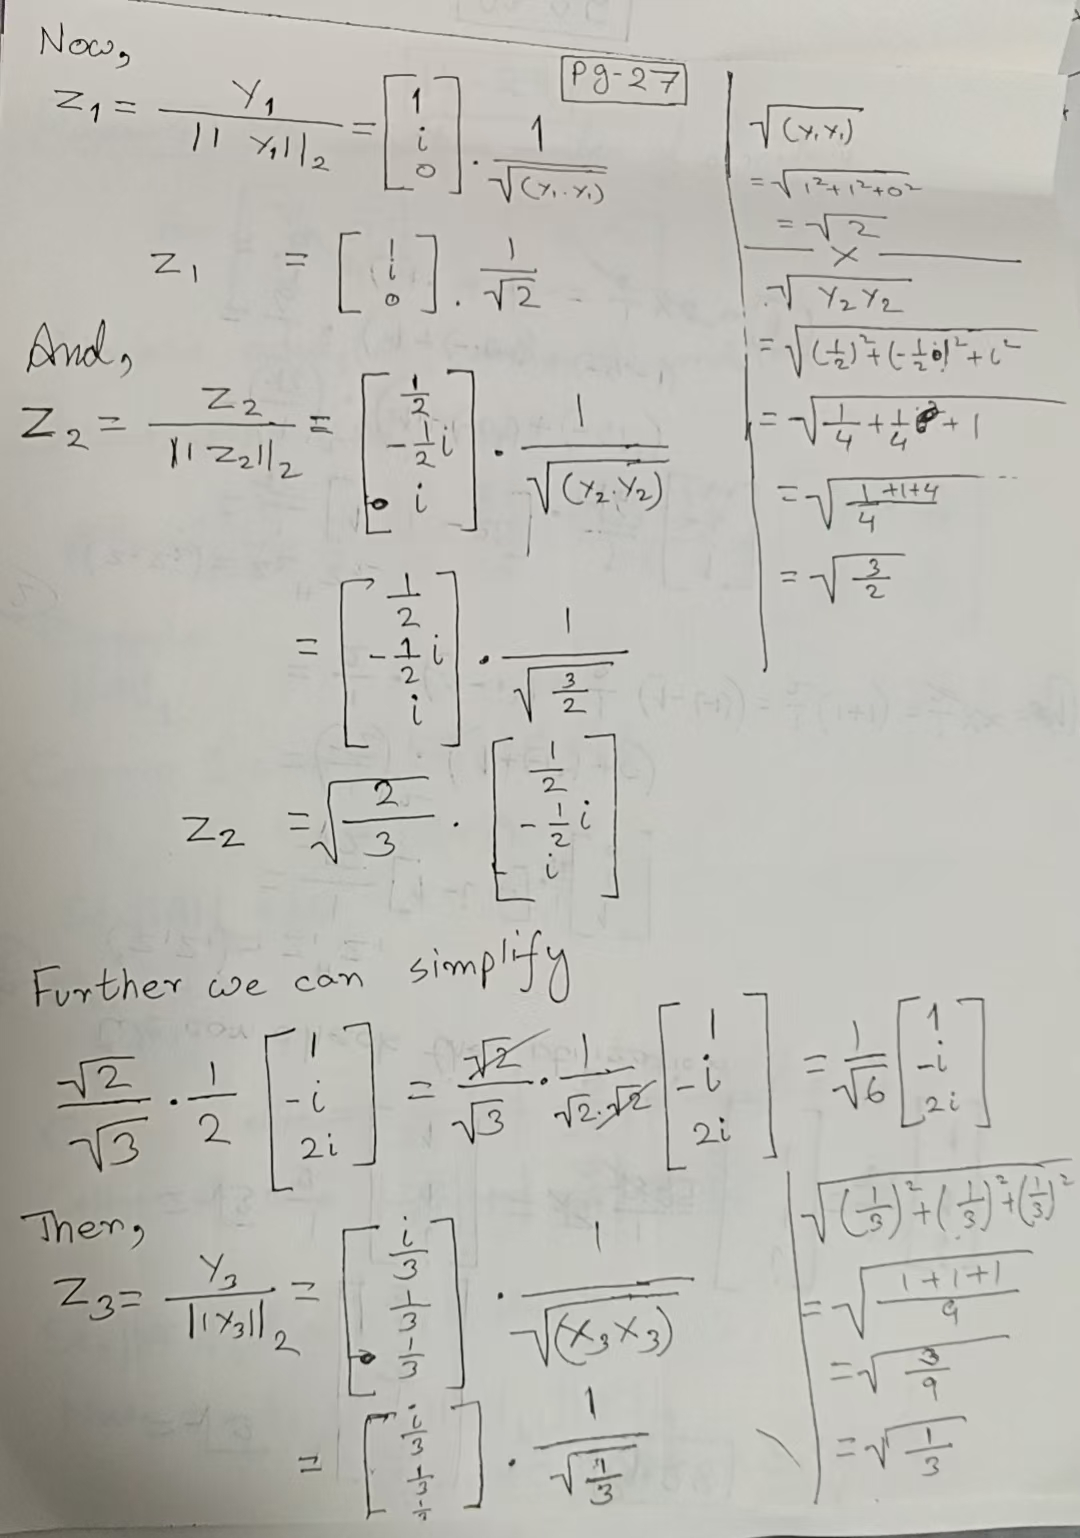 Now,
Pg-27
Z₁ = Y₁ / ||Y₁||₂ = [1, i, 0] . 1/√(Y₁.Y₁)
Z₁ = [1, i, 0] . 1/√2
And,
Z₂ = Z₂ / ||Z₂||₂ = [1/2, -1/2 i, i] . 1/√(Y₂.Y₂)
= [1/2, -1/2 i, i] . 1/√(3/2)
Z₂ = √(2/3) . [1/2, -1/2 i, i]
Further we can simplify
√2/√3 . 1/2 [1, -i, 2i] = √2/√3 . 1/(√2.√2) [1, -i, 2i] = 1/√6 [1, -i, 2i]
Then,
Z₃ = Y₃ / ||Y₃||₂ = [i/3, 1/3, 1/3] . 1/√(X₃X₃)
= [i/3, 1/3, 1/3] . 1/√(1/3)
√(Y₁Y₁)
= √(1²+1²+0²)
= √2
x
√(Y₂Y₂)
= √((1/2)²+(-1/2)²+i²)
= √(1/4+1/4+1)
= √((1+1+4)/4)
= √(3/2)
√((1/3)²+(1/3)²+(1/3)²)
= √((1+1+1)/9)
= √(3/9)
= √(1/3)